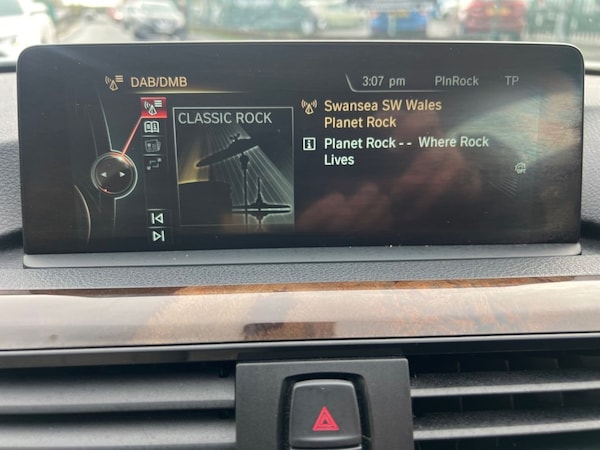 DAB/DMB
3:07 pm PlnRock TP
CLASSIC ROCK
Swansea SW Wales
Planet Rock
Planet Rock -- Where Rock
Lives